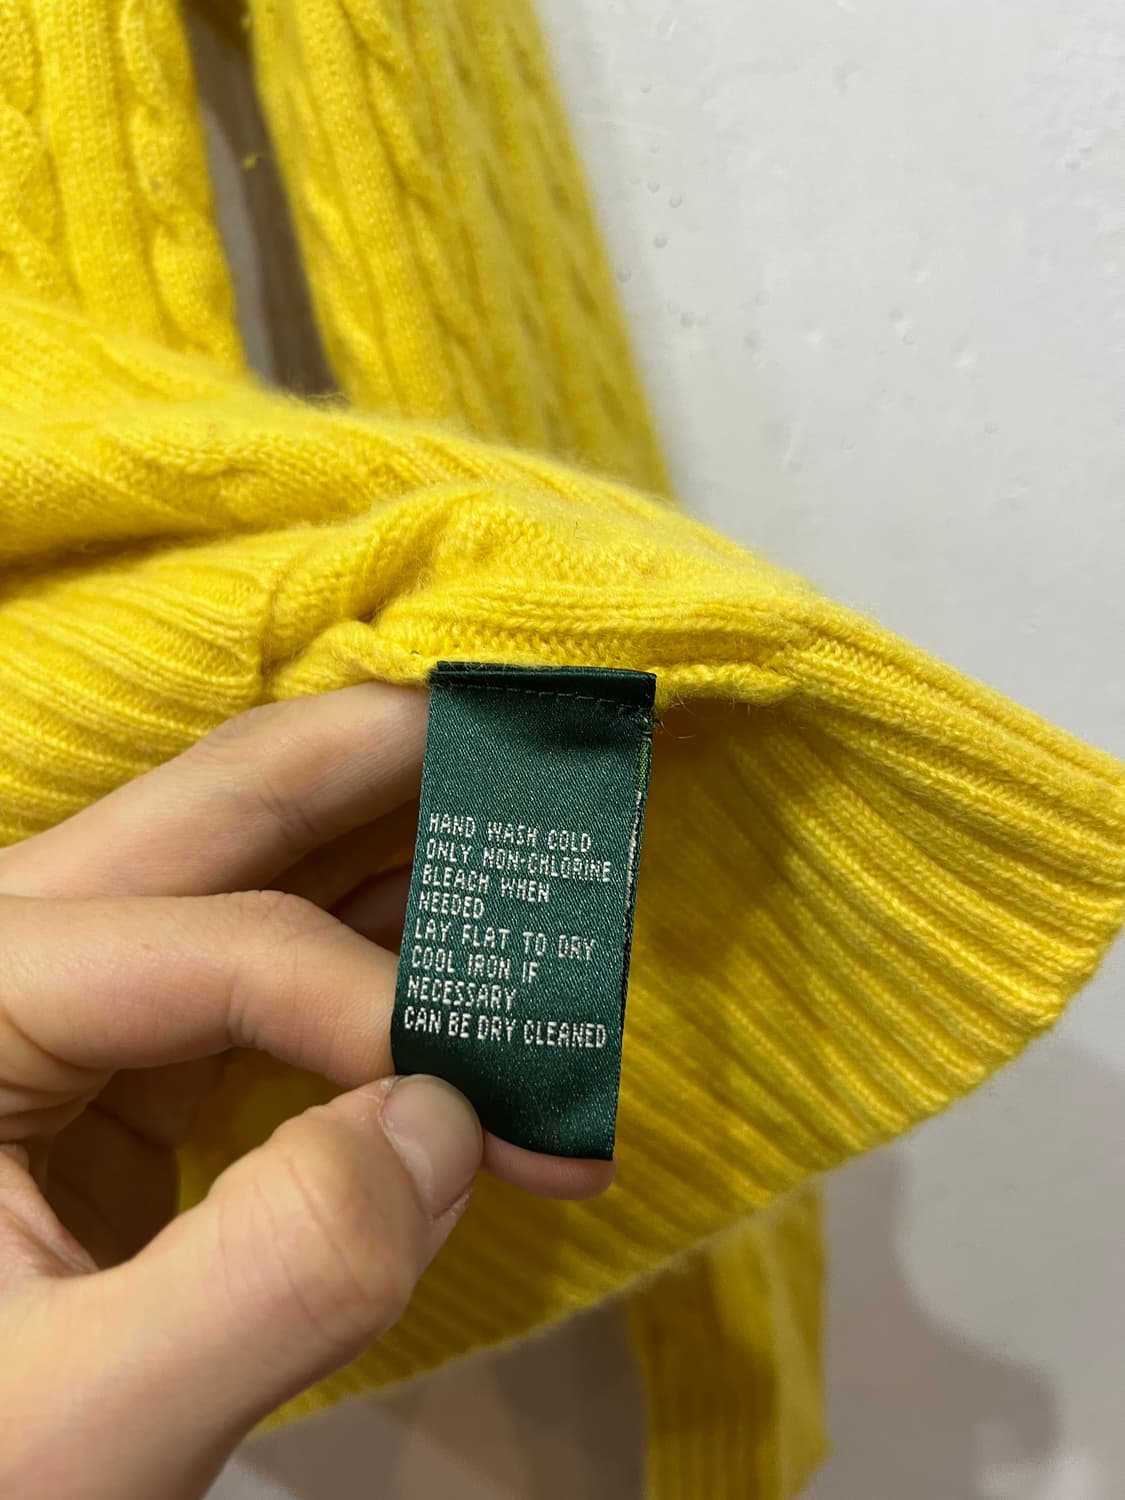 HAND WASH COLD
ONLY NON-CHLORINE
BLEACH WHEN
NEEDED
LAY FLAT TO DRY
COOL IRON IF
NECESSARY
CAN BE DRY CLEANED